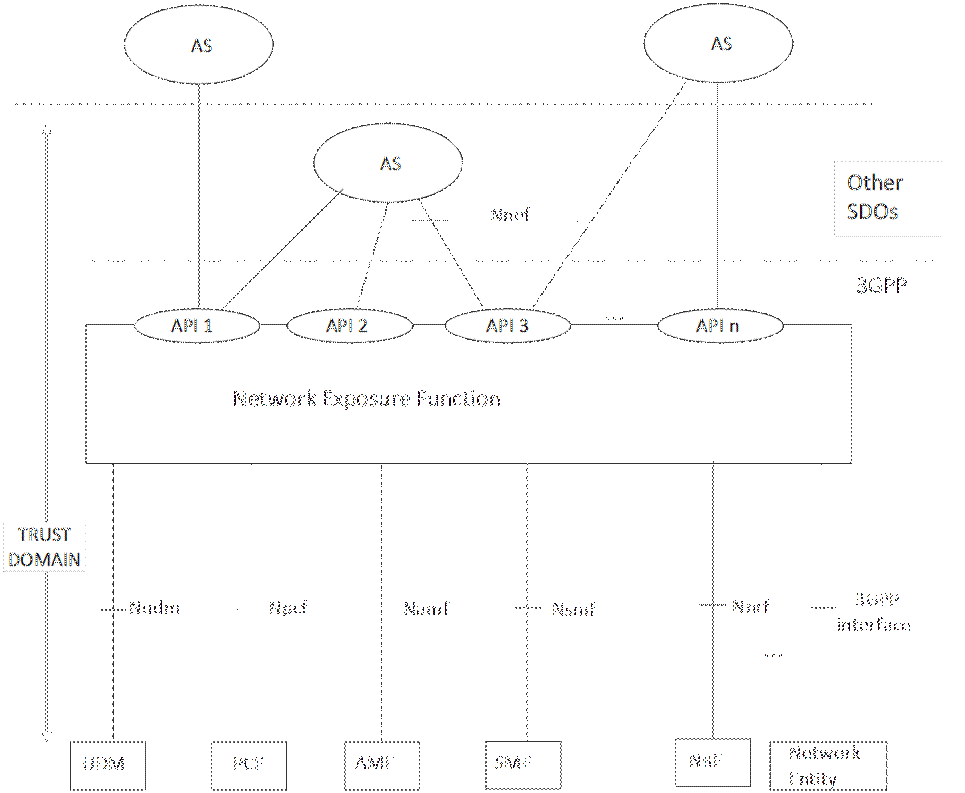 AS
AS
AS
Other
SDOs
Nnef
3GPP
API 1
API 2
API 3
...
API n
Network Exposure Function
TRUST
DOMAIN
Nudm
Npcf
Namf
Nsmf
Nnrf
3GPP
interface
...
UDM
PCF
AMF
SMF
Network
Entity